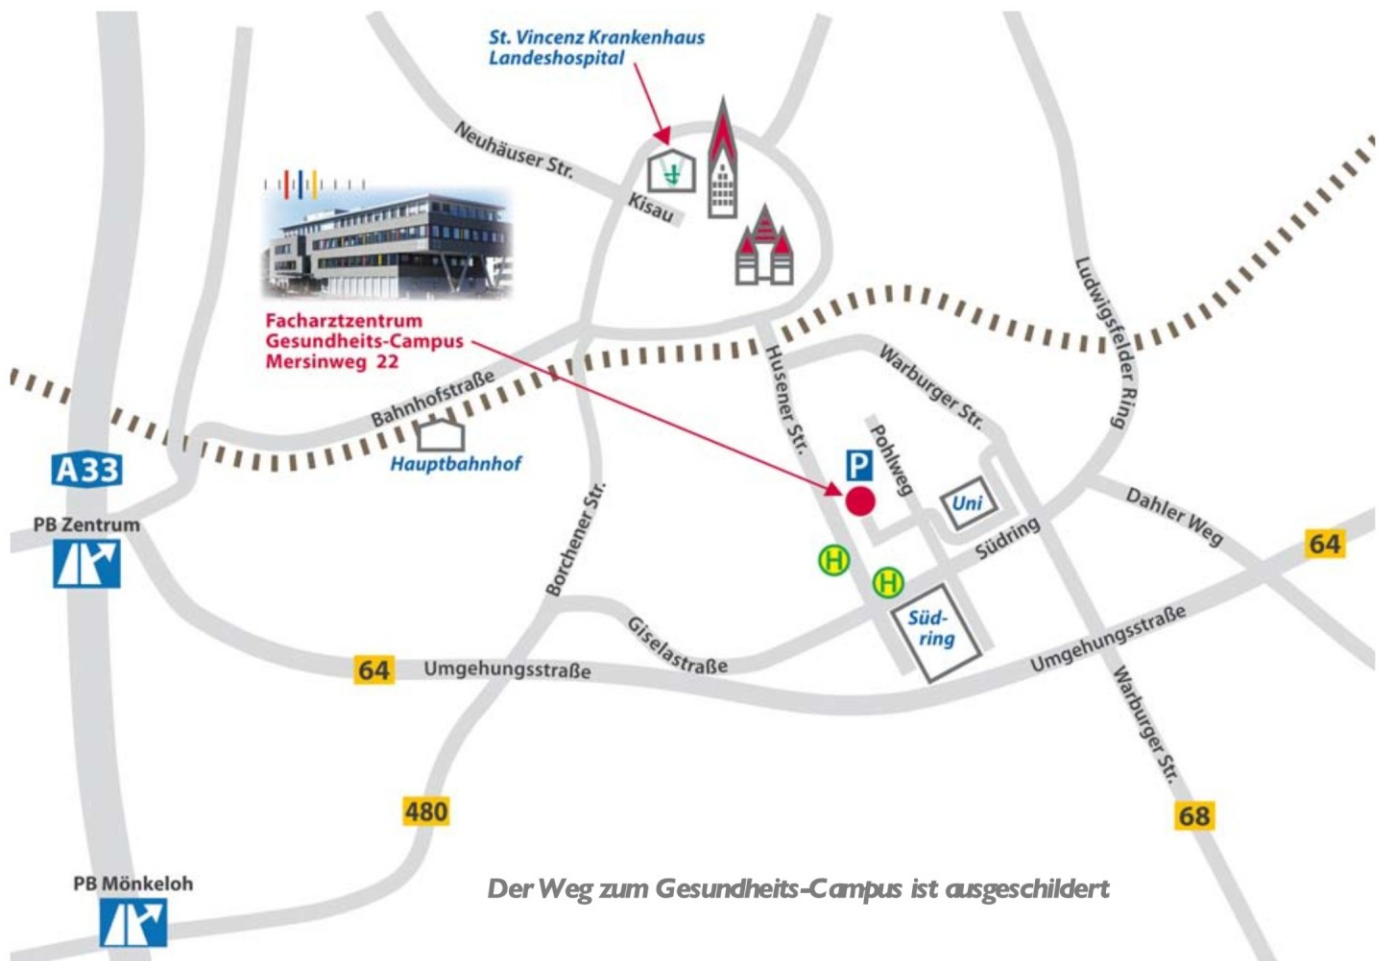 St. Vincenz Krankenhaus
Landeshospital
Neuhäuser Str.
Kisau
Facharztzentrum
Gesundheits-Campus
Mersinweg 22
Bahnhofstraße
Hauptbahnhof
Husener Str.
Warburger Str.
Ludwigsfelder Ring
Pohlweg
P
Uni
A33
PB Zentrum
Borchener Str.
Südring
Dahler Weg
64
H
H
Süd-
ring
Giselastraße
64
Umgehungsstraße
Umgehungsstraße
Warburger Str.
480
68
PB Mönkeloh
Der Weg zum Gesundheits-Campus ist ausgeschildert